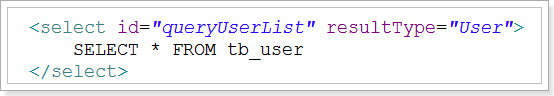 <select id="queryUserList" resultType="User">
SELECT * FROM tb_user
</select>